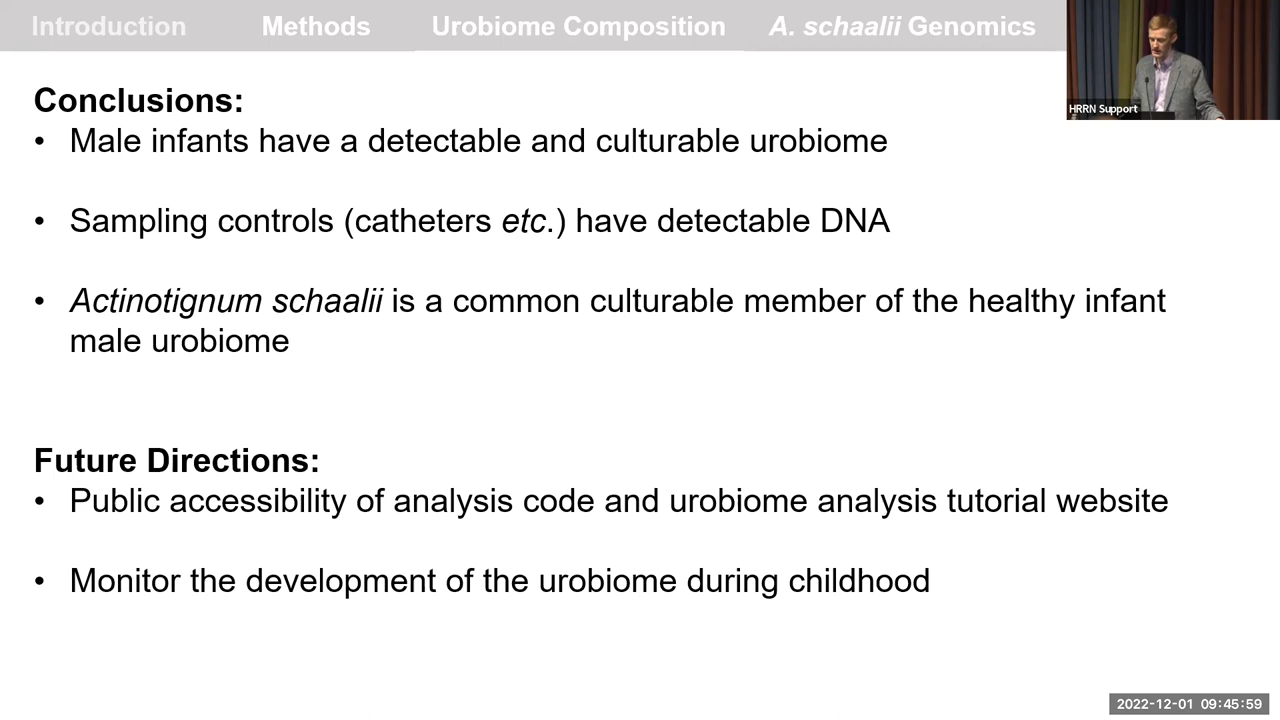 Introduction Methods Urobiome Composition A. schaalii Genomics
HRRN Support
Conclusions:
• Male infants have a detectable and culturable urobiome
• Sampling controls (catheters etc.) have detectable DNA
• Actinotignum schaalii is a common culturable member of the healthy infant
male urobiome
Future Directions:
• Public accessibility of analysis code and urobiome analysis tutorial website
• Monitor the development of the urobiome during childhood
2022-12-01 09:45:59